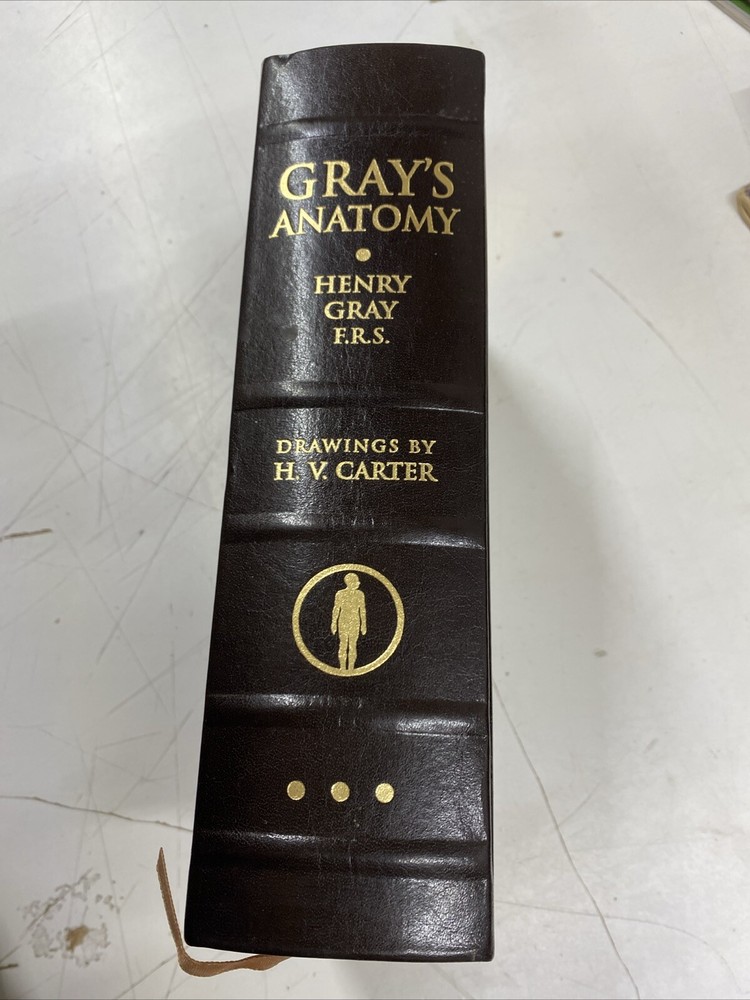 GRAY'S
ANATOMY
HENRY
GRAY
F.R.S.
DRAWINGS BY
H. V. CARTER